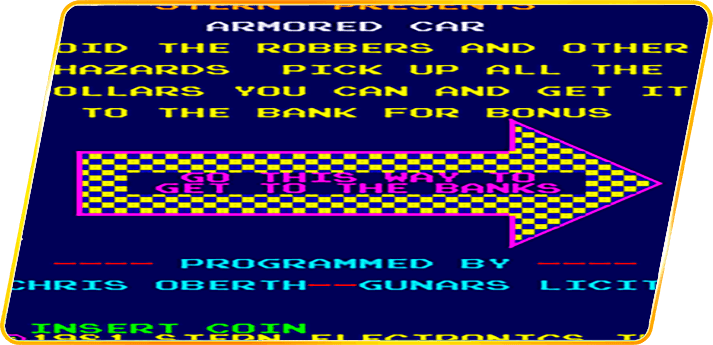 STERN PRESENTS
ARMORED CAR
OID THE ROBBERS AND OTHER
HAZARDS PICK UP ALL THE
OLLARS YOU CAN AND GET IT
TO THE BANK FOR BONUS
GO THIS WAY TO
GET TO THE BANKS
---- PROGRAMMED BY ----
CHRIS OBERTH--GUNARS LICIT
INSERT COIN
1981 STERN ELECTRONICS